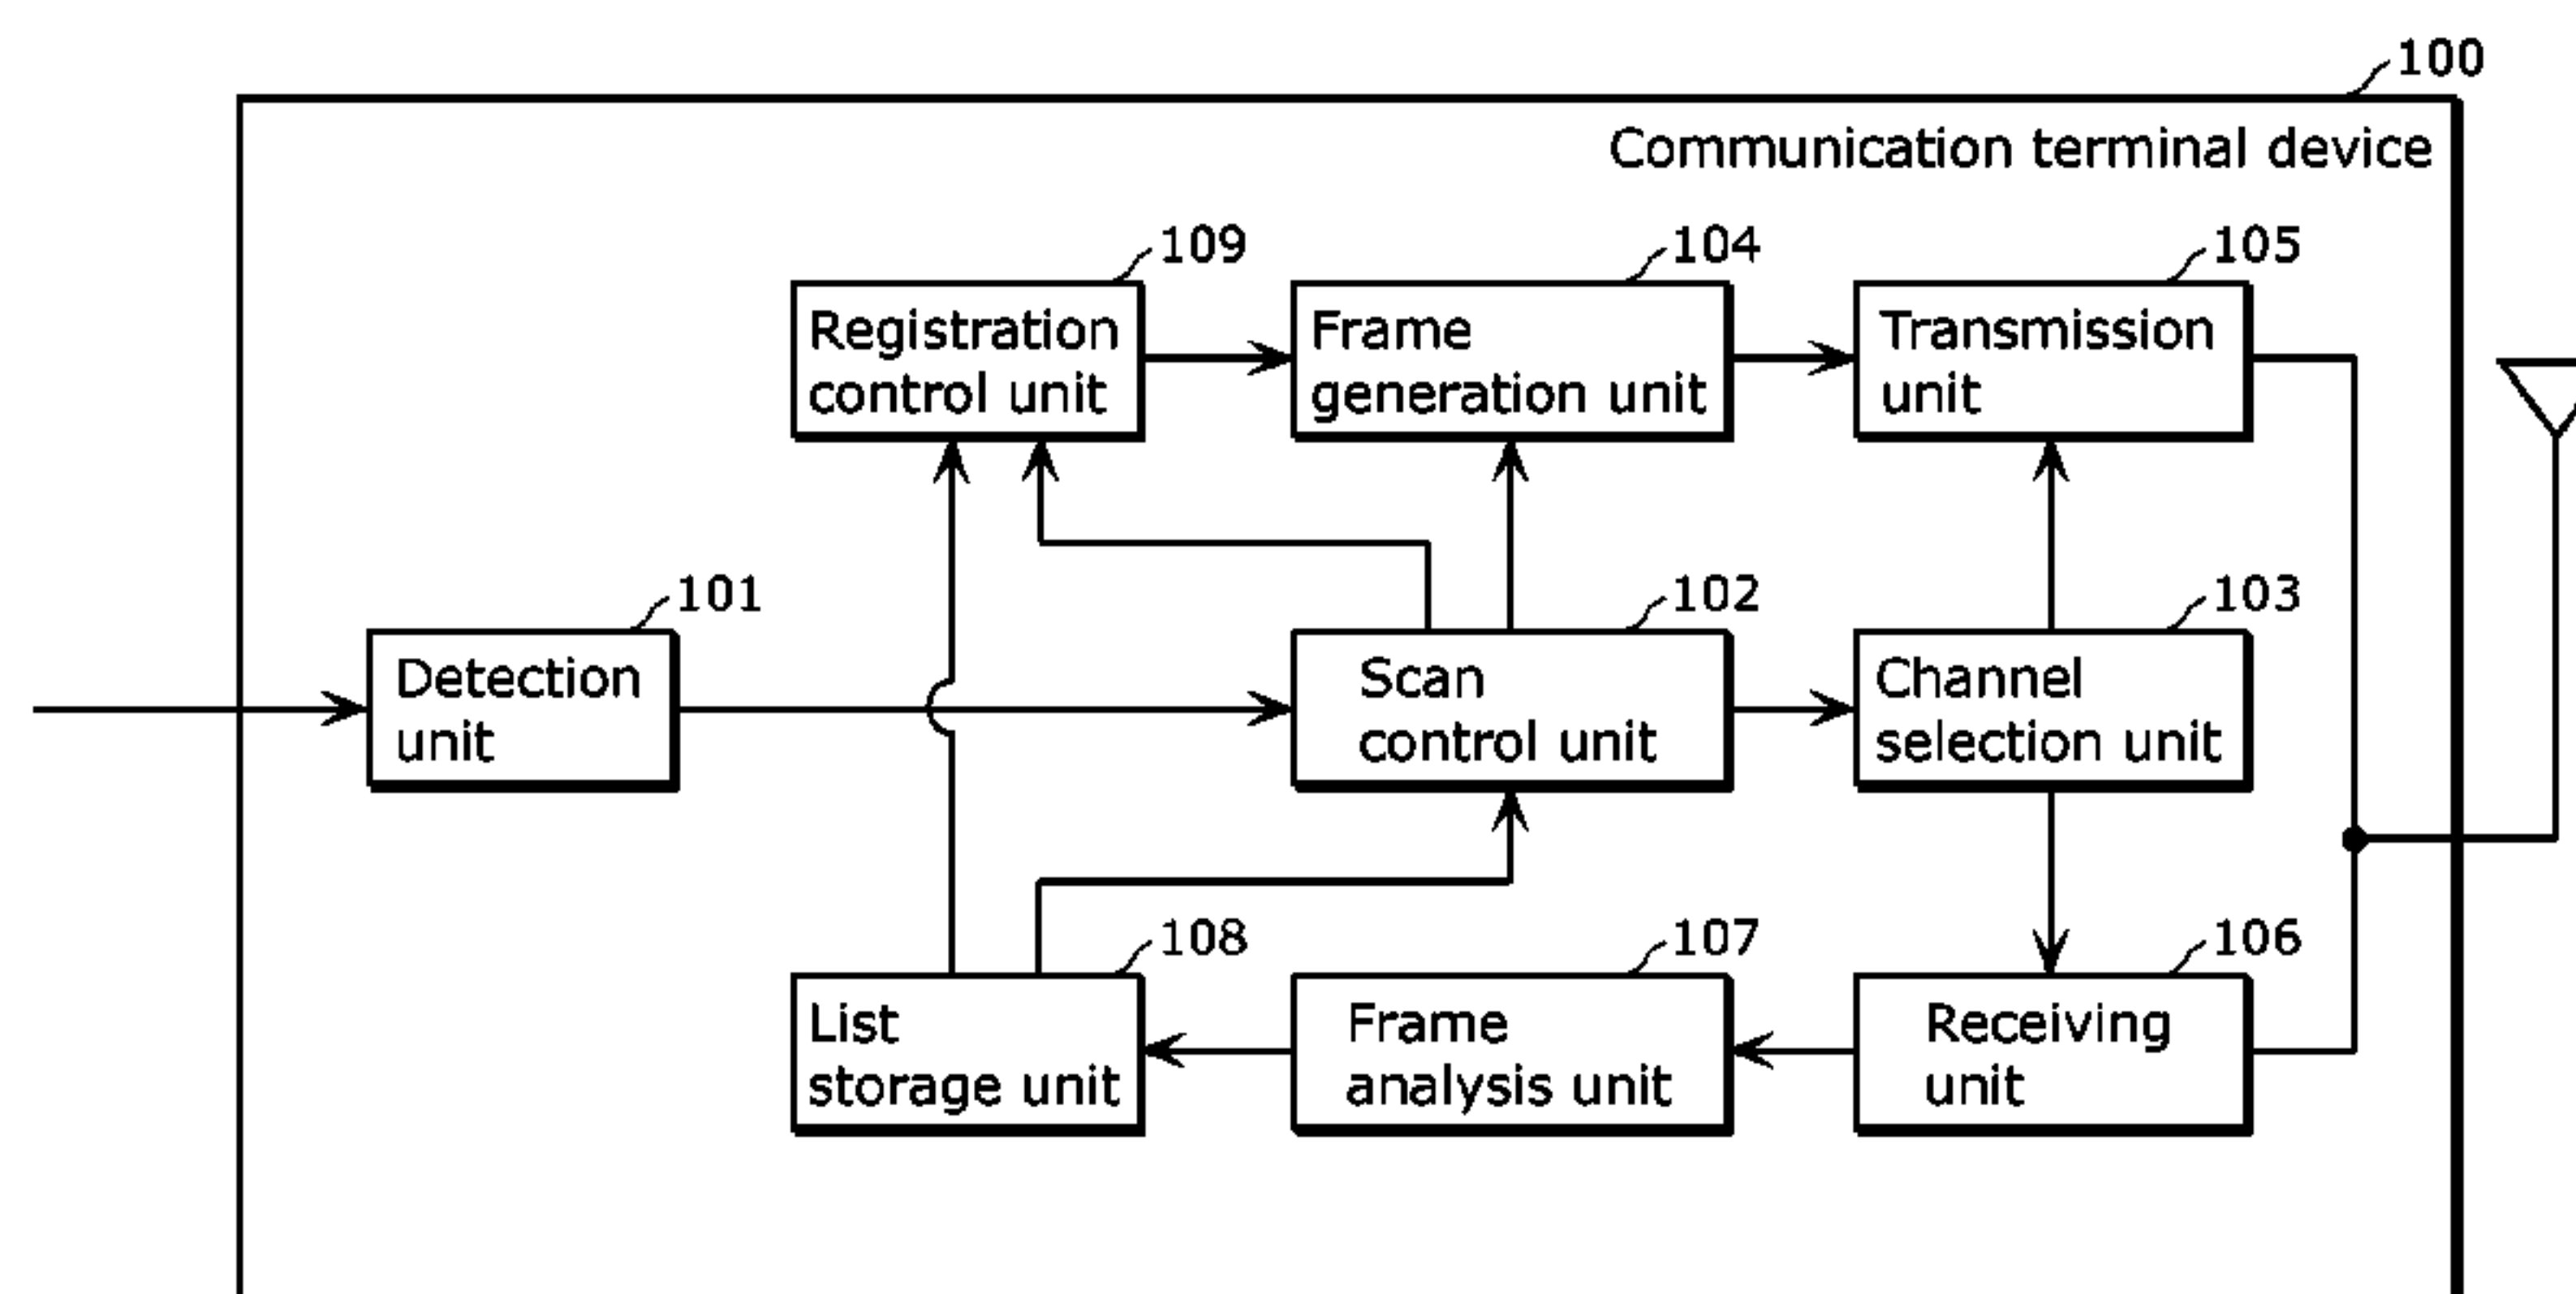 100
Communication terminal device
109
104
105
Registration
control unit
Frame
generation unit
Transmission
unit
101
102
103
Detection
unit
Scan
control unit
Channel
selection unit
108
107
106
List
storage unit
Frame
analysis unit
Receiving
unit